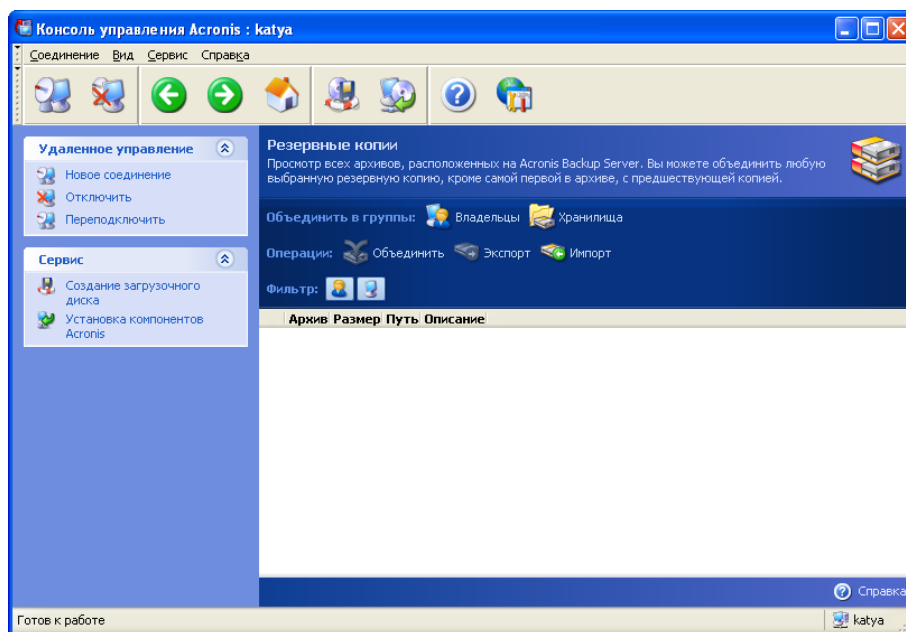 Консоль управления Acronis : katya
Соединение Вид Сервис Справка
Удаленное управление
Новое соединение
Отключить
Переподключить
Сервис
Создание загрузочного
диска
Установка компонентов
Acronis
Резервные копии
Просмотр всех архивов, расположенных на Acronis Backup Server. Вы можете объединить любую
выбранную резервную копию, кроме самой первой в архиве, с предшествующей копией.
Объединить в группы: Владельцы Хранилища
Операции: Объединить Экспорт Импорт
Фильтр:
Архив Размер Путь Описание
Справка
Готов к работе
katya